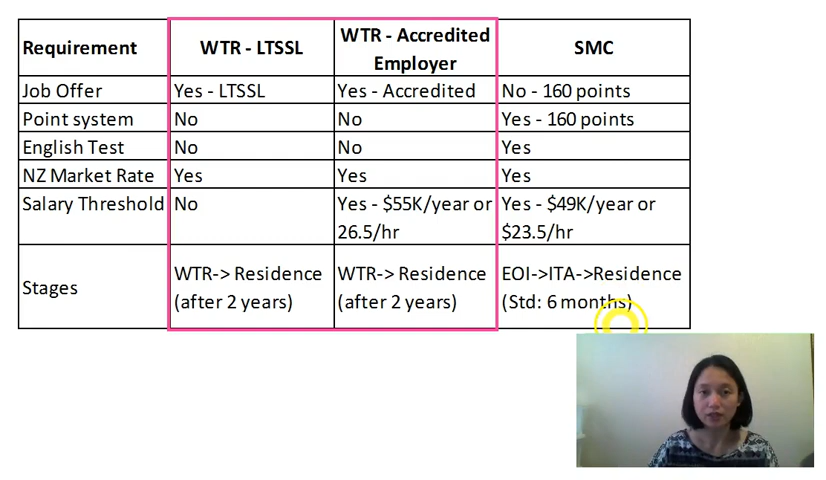 Requirement WTR - LTSSL WTR - Accredited Employer SMC
Job Offer Yes - LTSSL Yes - Accredited No - 160 points
Point system No No Yes - 160 points
English Test No No Yes
NZ Market Rate Yes Yes Yes
Salary Threshold No Yes - $55K/year or 26.5/hr Yes - $49K/year or $23.5/hr
Stages WTR-> Residence (after 2 years) WTR-> Residence (after 2 years) EOI->ITA->Residence (Std: 6 months)